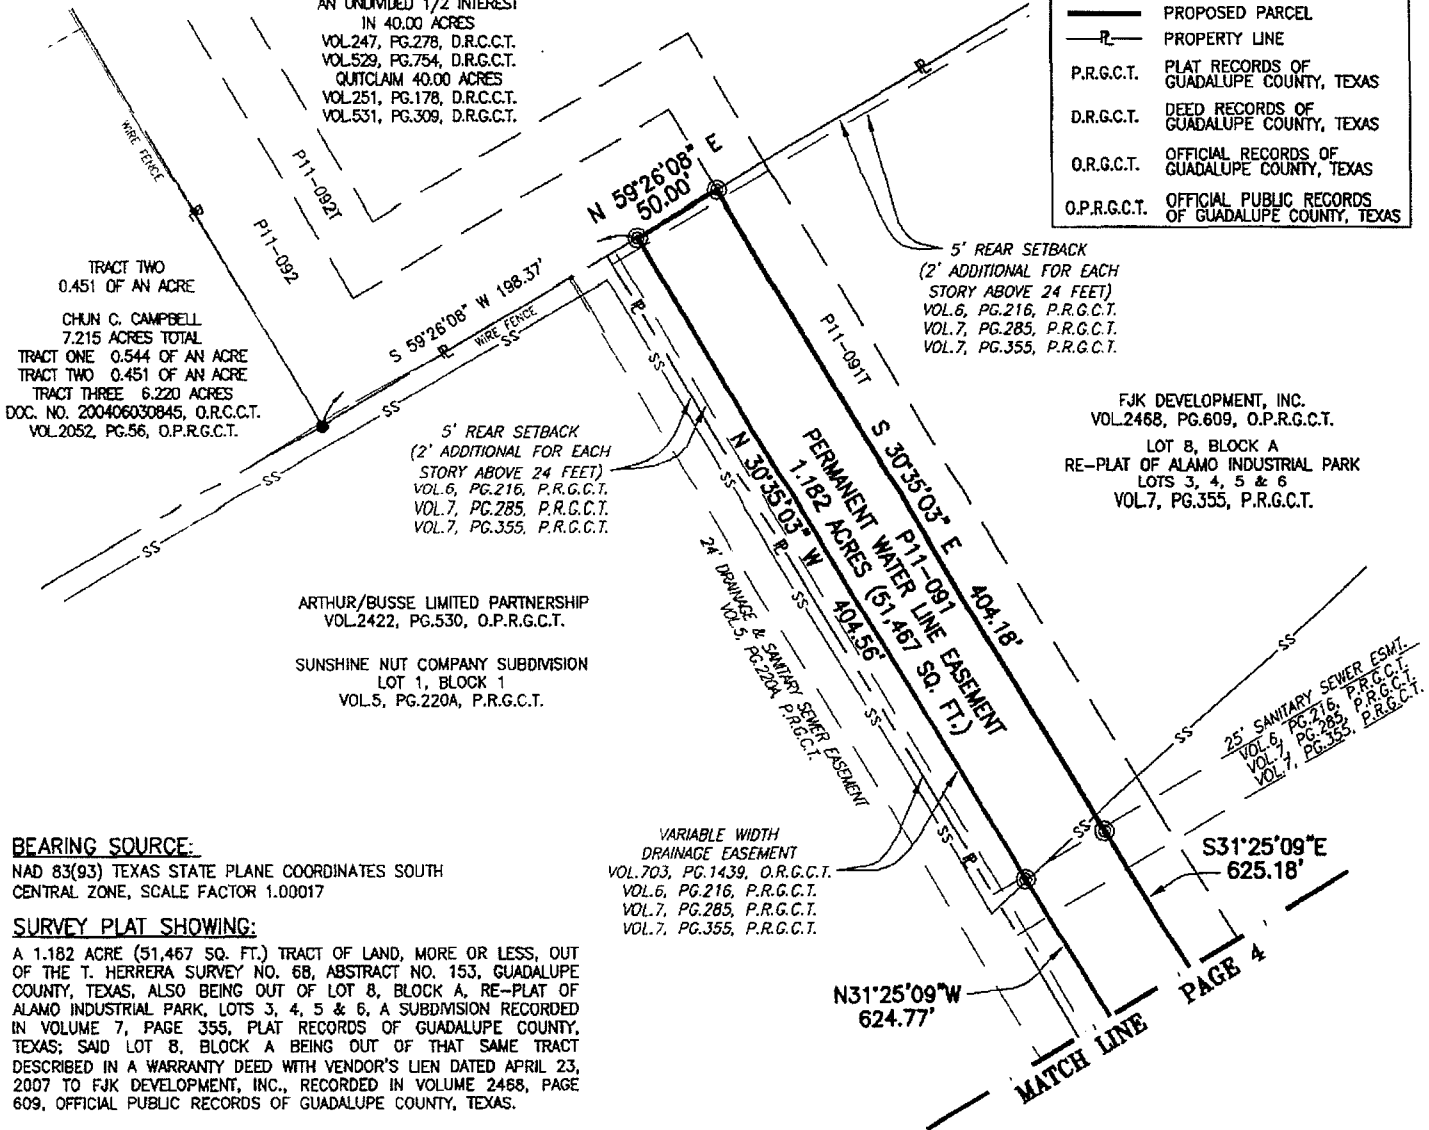 AN UNDIVIDED 1/2 INTEREST
IN 40.00 ACRES
VOL.247, PG.278, D.R.C.C.T.
VOL.529, PG.754, D.R.G.C.T.
QUITCLAIM 40.00 ACRES
VOL.251, PG.178, D.R.C.C.T.
VOL.531, PG.309, D.R.G.C.T.
PROPOSED PARCEL
PL PROPERTY LINE
P.R.G.C.T. PLAT RECORDS OF
GUADALUPE COUNTY, TEXAS
D.R.G.C.T. DEED RECORDS OF
GUADALUPE COUNTY, TEXAS
O.R.G.C.T. OFFICIAL RECORDS OF
GUADALUPE COUNTY, TEXAS
O.P.R.G.C.T. OFFICIAL PUBLIC RECORDS
OF GUADALUPE COUNTY, TEXAS
WIRE FENCE
PL
P11-092T
P11-092
PL
N 59°26'08" E
50.00'
5' REAR SETBACK
(2' ADDITIONAL FOR EACH
STORY ABOVE 24 FEET)
VOL.6, PG.216, P.R.G.C.T.
VOL.7, PG.285, P.R.G.C.T.
VOL.7, PG.355, P.R.G.C.T.
TRACT TWO
0.451 OF AN ACRE
CHUN C. CAMPBELL
7.215 ACRES TOTAL
TRACT ONE 0.544 OF AN ACRE
TRACT TWO 0.451 OF AN ACRE
TRACT THREE 6.220 ACRES
DOC. NO. 200406030845, O.R.C.C.T.
VOL.2052, PG.56, O.P.R.G.C.T.
S 59°26'08" W 198.37'
PL
WIRE FENCE
SS
SS
SS
PL
SS
P11-091T
5' REAR SETBACK
(2' ADDITIONAL FOR EACH
STORY ABOVE 24 FEET)
VOL.6, PG.216, P.R.G.C.T.
VOL.7, PG.285, P.R.G.C.T.
VOL.7, PG.355, P.R.G.C.T.
FJK DEVELOPMENT, INC.
VOL.2468, PG.609, O.P.R.G.C.T.
LOT 8, BLOCK A
RE-PLAT OF ALAMO INDUSTRIAL PARK
LOTS 3, 4, 5 & 6
VOL.7, PG.355, P.R.G.C.T.
S 30°35'03" E 404.18'
P11-091
PERMANENT WATER LINE EASEMENT
1.182 ACRES (51,467 SQ. FT.)
N 30°35'03" W 404.56'
PL
SS
SS
24' DRAINAGE & SANITARY SEWER EASEMENT
VOL.5, PG.220A, P.R.G.C.T.
ARTHUR/BUSSE LIMITED PARTNERSHIP
VOL.2422, PG.530, O.P.R.G.C.T.
SUNSHINE NUT COMPANY SUBDIVISION
LOT 1, BLOCK 1
VOL.5, PG.220A, P.R.G.C.T.
SS
SS
SS
25' SANITARY SEWER ESMT.
VOL.6, PG.216, P.R.G.C.T.
VOL.7, PG.285, P.R.G.C.T.
VOL.7, PG.355, P.R.G.C.T.
VARIABLE WIDTH
DRAINAGE EASEMENT
VOL.703, PG.1439, O.R.G.C.T.
VOL.6, PG.216, P.R.G.C.T.
VOL.7, PG.285, P.R.G.C.T.
VOL.7, PG.355, P.R.G.C.T.
SS
PL
S31°25'09"E
625.18'
N31°25'09"W
624.77'
MATCH LINE PAGE 4
BEARING SOURCE:
NAD 83(93) TEXAS STATE PLANE COORDINATES SOUTH
CENTRAL ZONE, SCALE FACTOR 1.00017
SURVEY PLAT SHOWING:
A 1.182 ACRE (51,467 SQ. FT.) TRACT OF LAND, MORE OR LESS, OUT
OF THE T. HERRERA SURVEY NO. 68, ABSTRACT NO. 153, GUADALUPE
COUNTY, TEXAS, ALSO BEING OUT OF LOT 8, BLOCK A, RE-PLAT OF
ALAMO INDUSTRIAL PARK, LOTS 3, 4, 5 & 6, A SUBDIVISION RECORDED
IN VOLUME 7, PAGE 355, PLAT RECORDS OF GUADALUPE COUNTY,
TEXAS; SAID LOT 8, BLOCK A BEING OUT OF THAT SAME TRACT
DESCRIBED IN A WARRANTY DEED WITH VENDOR'S LIEN DATED APRIL 23,
2007 TO FJK DEVELOPMENT, INC., RECORDED IN VOLUME 2468, PAGE
609, OFFICIAL PUBLIC RECORDS OF GUADALUPE COUNTY, TEXAS.